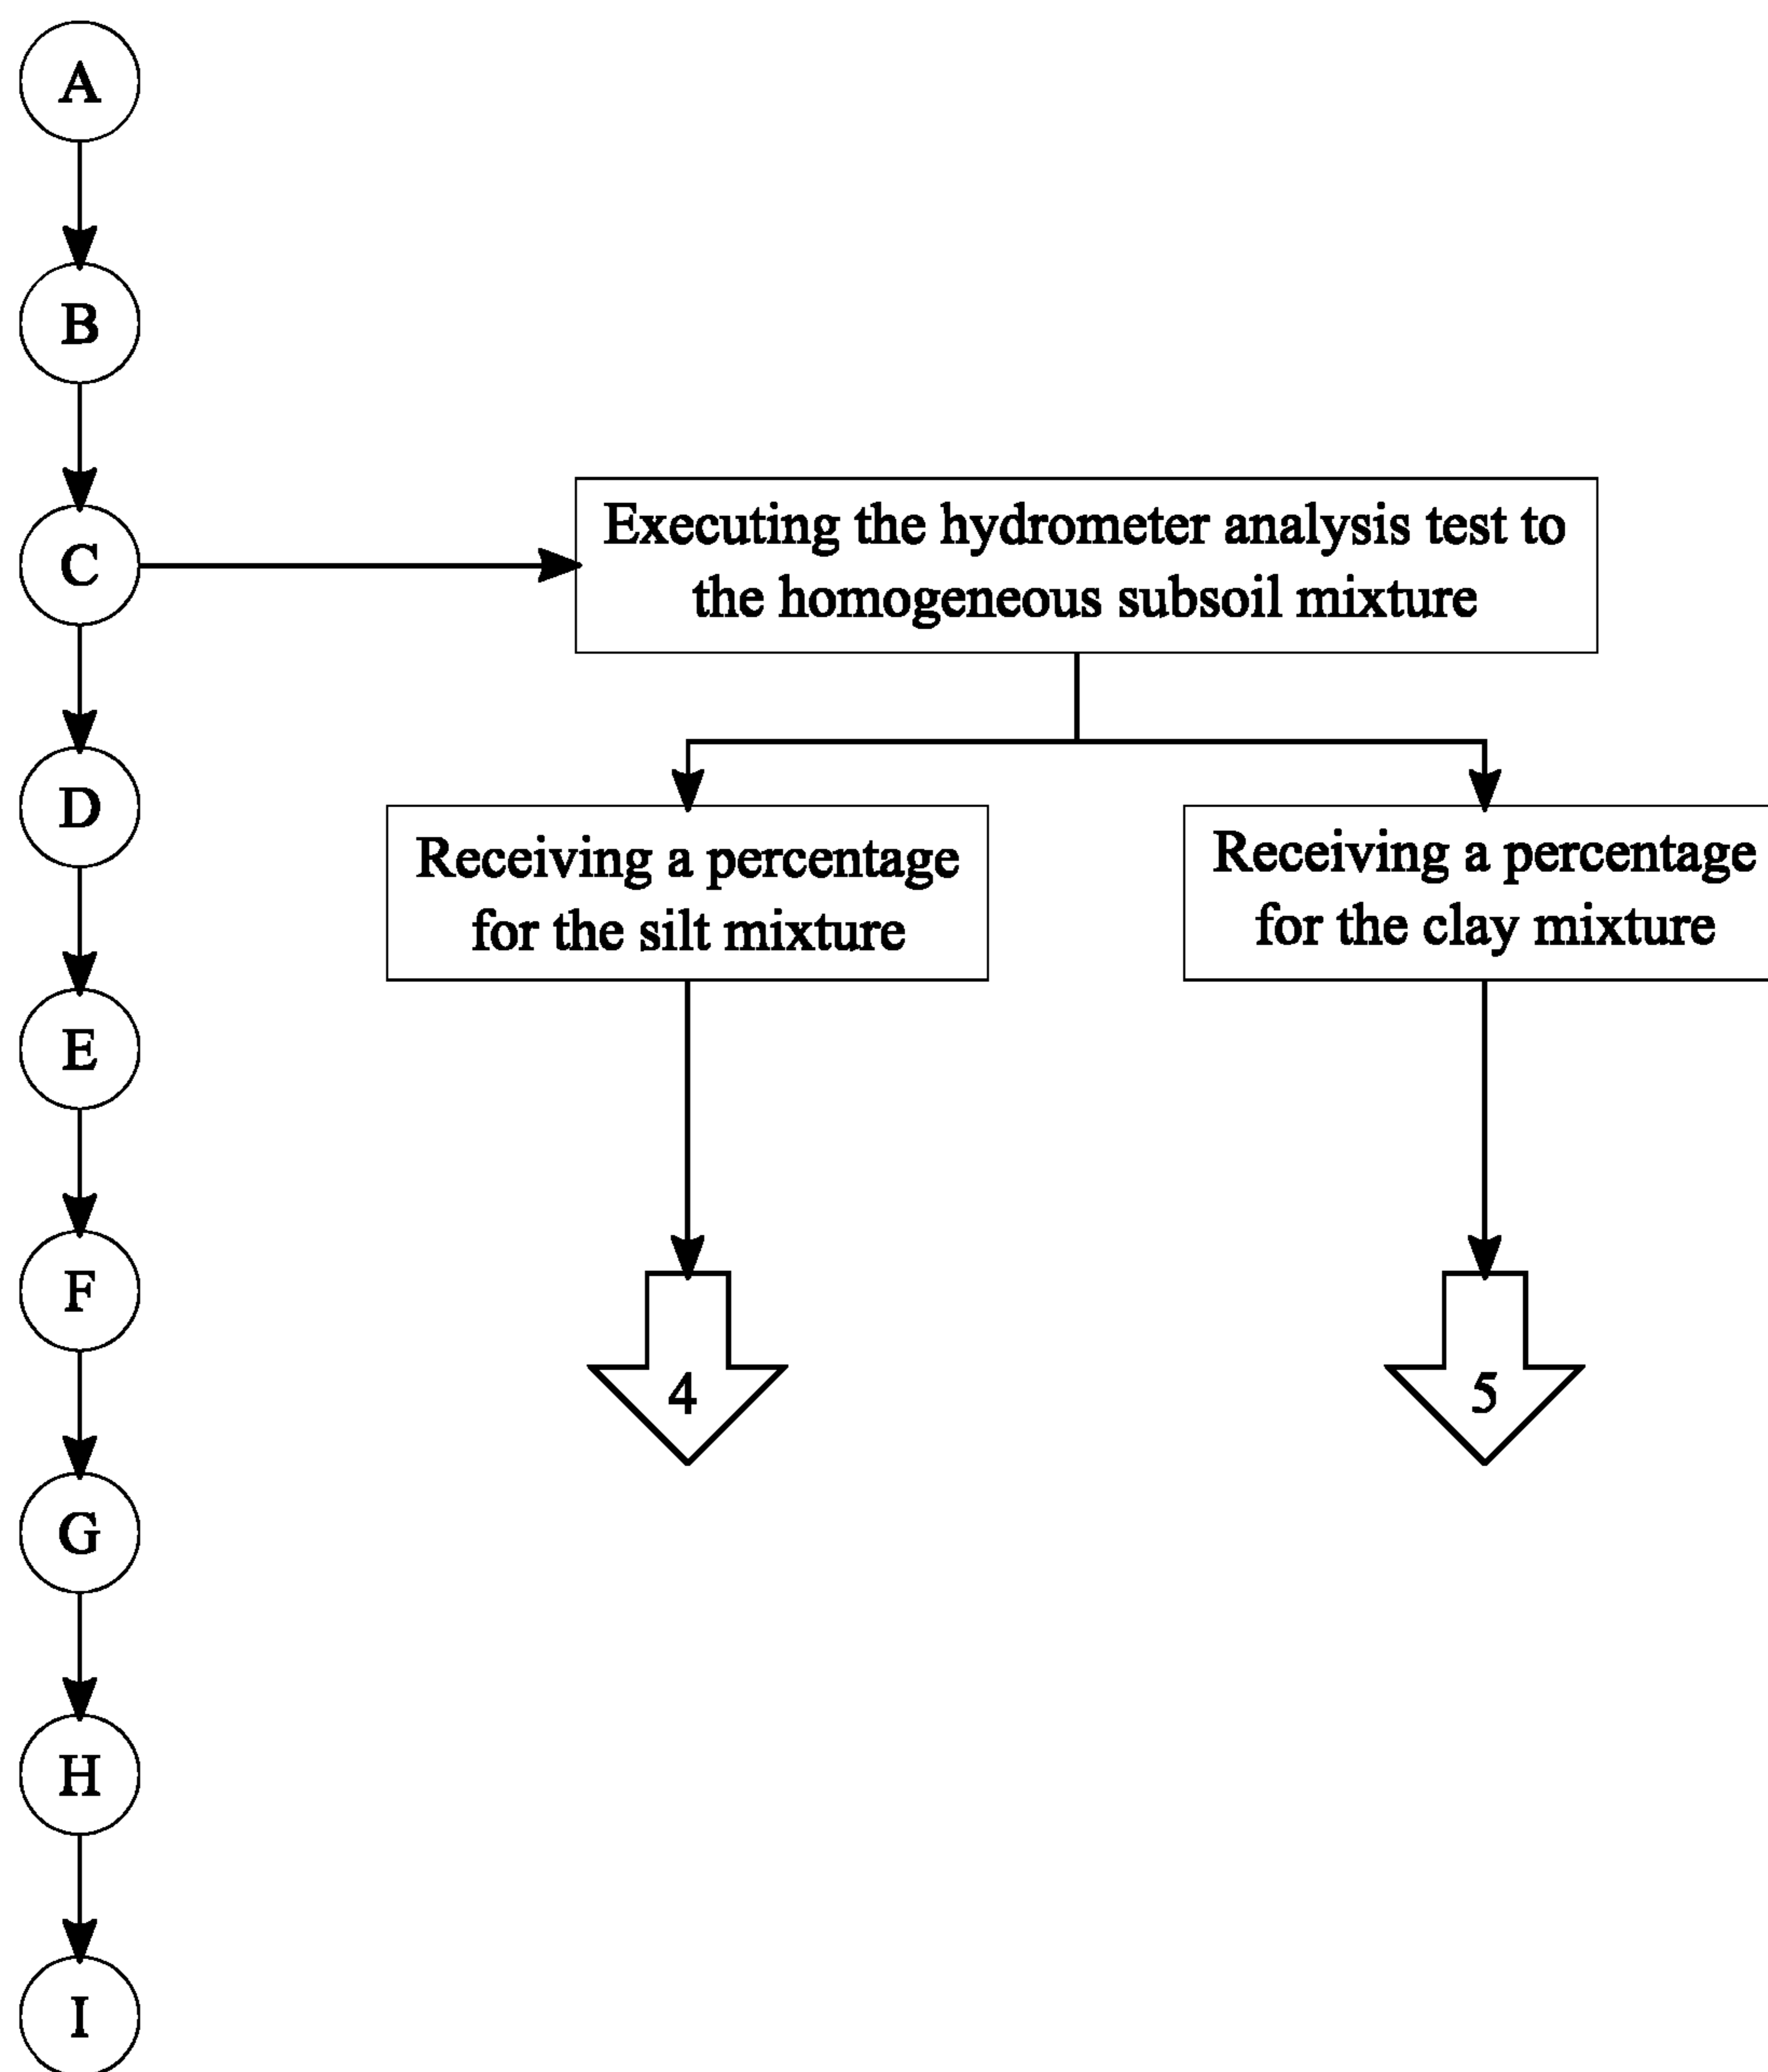 A
B
C
Executing the hydrometer analysis test to
the homogeneous subsoil mixture
D
Receiving a percentage
for the silt mixture
Receiving a percentage
for the clay mixture
E
F
4
5
G
H
I